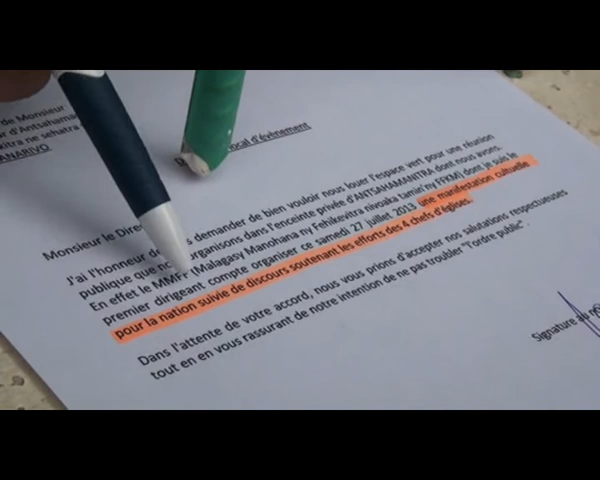 de Monsieur
d'Antsahamac
kitra ne sehatra
ANARIVO
local d'évènement
Monsieur le Dire
J'ai l'honneur de demander de bien vouloir nous louer l'espace vert pour une réunion
publique que organisons dans l'enceinte privée d'ANTSAHAMANITRA dont nous avons.
En effet le MMFF (Malagasy Manohana ny Fehikevitra nivoaka tamin'ny FFKM) dont je suis le
premier dirigeant compte organiser ce samedi 27 juillet 2013 une manifestation culturelle
pour la nation suivie de discours soutenant les efforts des 4 chefs d'églises.
Dans l'attente de votre accord, nous vous prions d'accepter nos salutations respectueuses
tout en en vous rassurant de notre intention de ne pas troubler "l'ordre public".
Signature